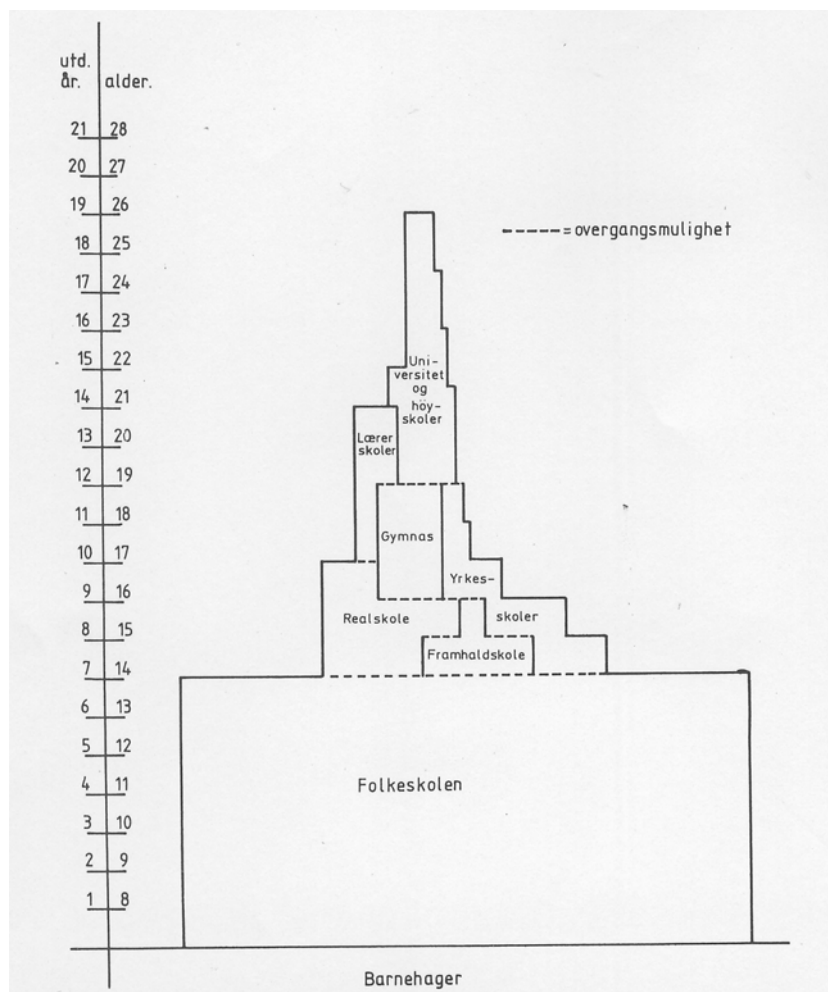 utd.
år. alder.
21 28
20 27
19 26
18 25
17 24
16 23
15 22
14 21
13 20
12 19
11 18
10 17
9 16
8 15
7 14
6 13
5 12
4 11
3 10
2 9
1 8
= overgangsmulighet
Uni-
versitet
og
höy-
skoler
Lærer
skoler
Gymnas
Yrkes-
skoler
Realskole
Framhaldskole
Folkeskolen
Barnehager